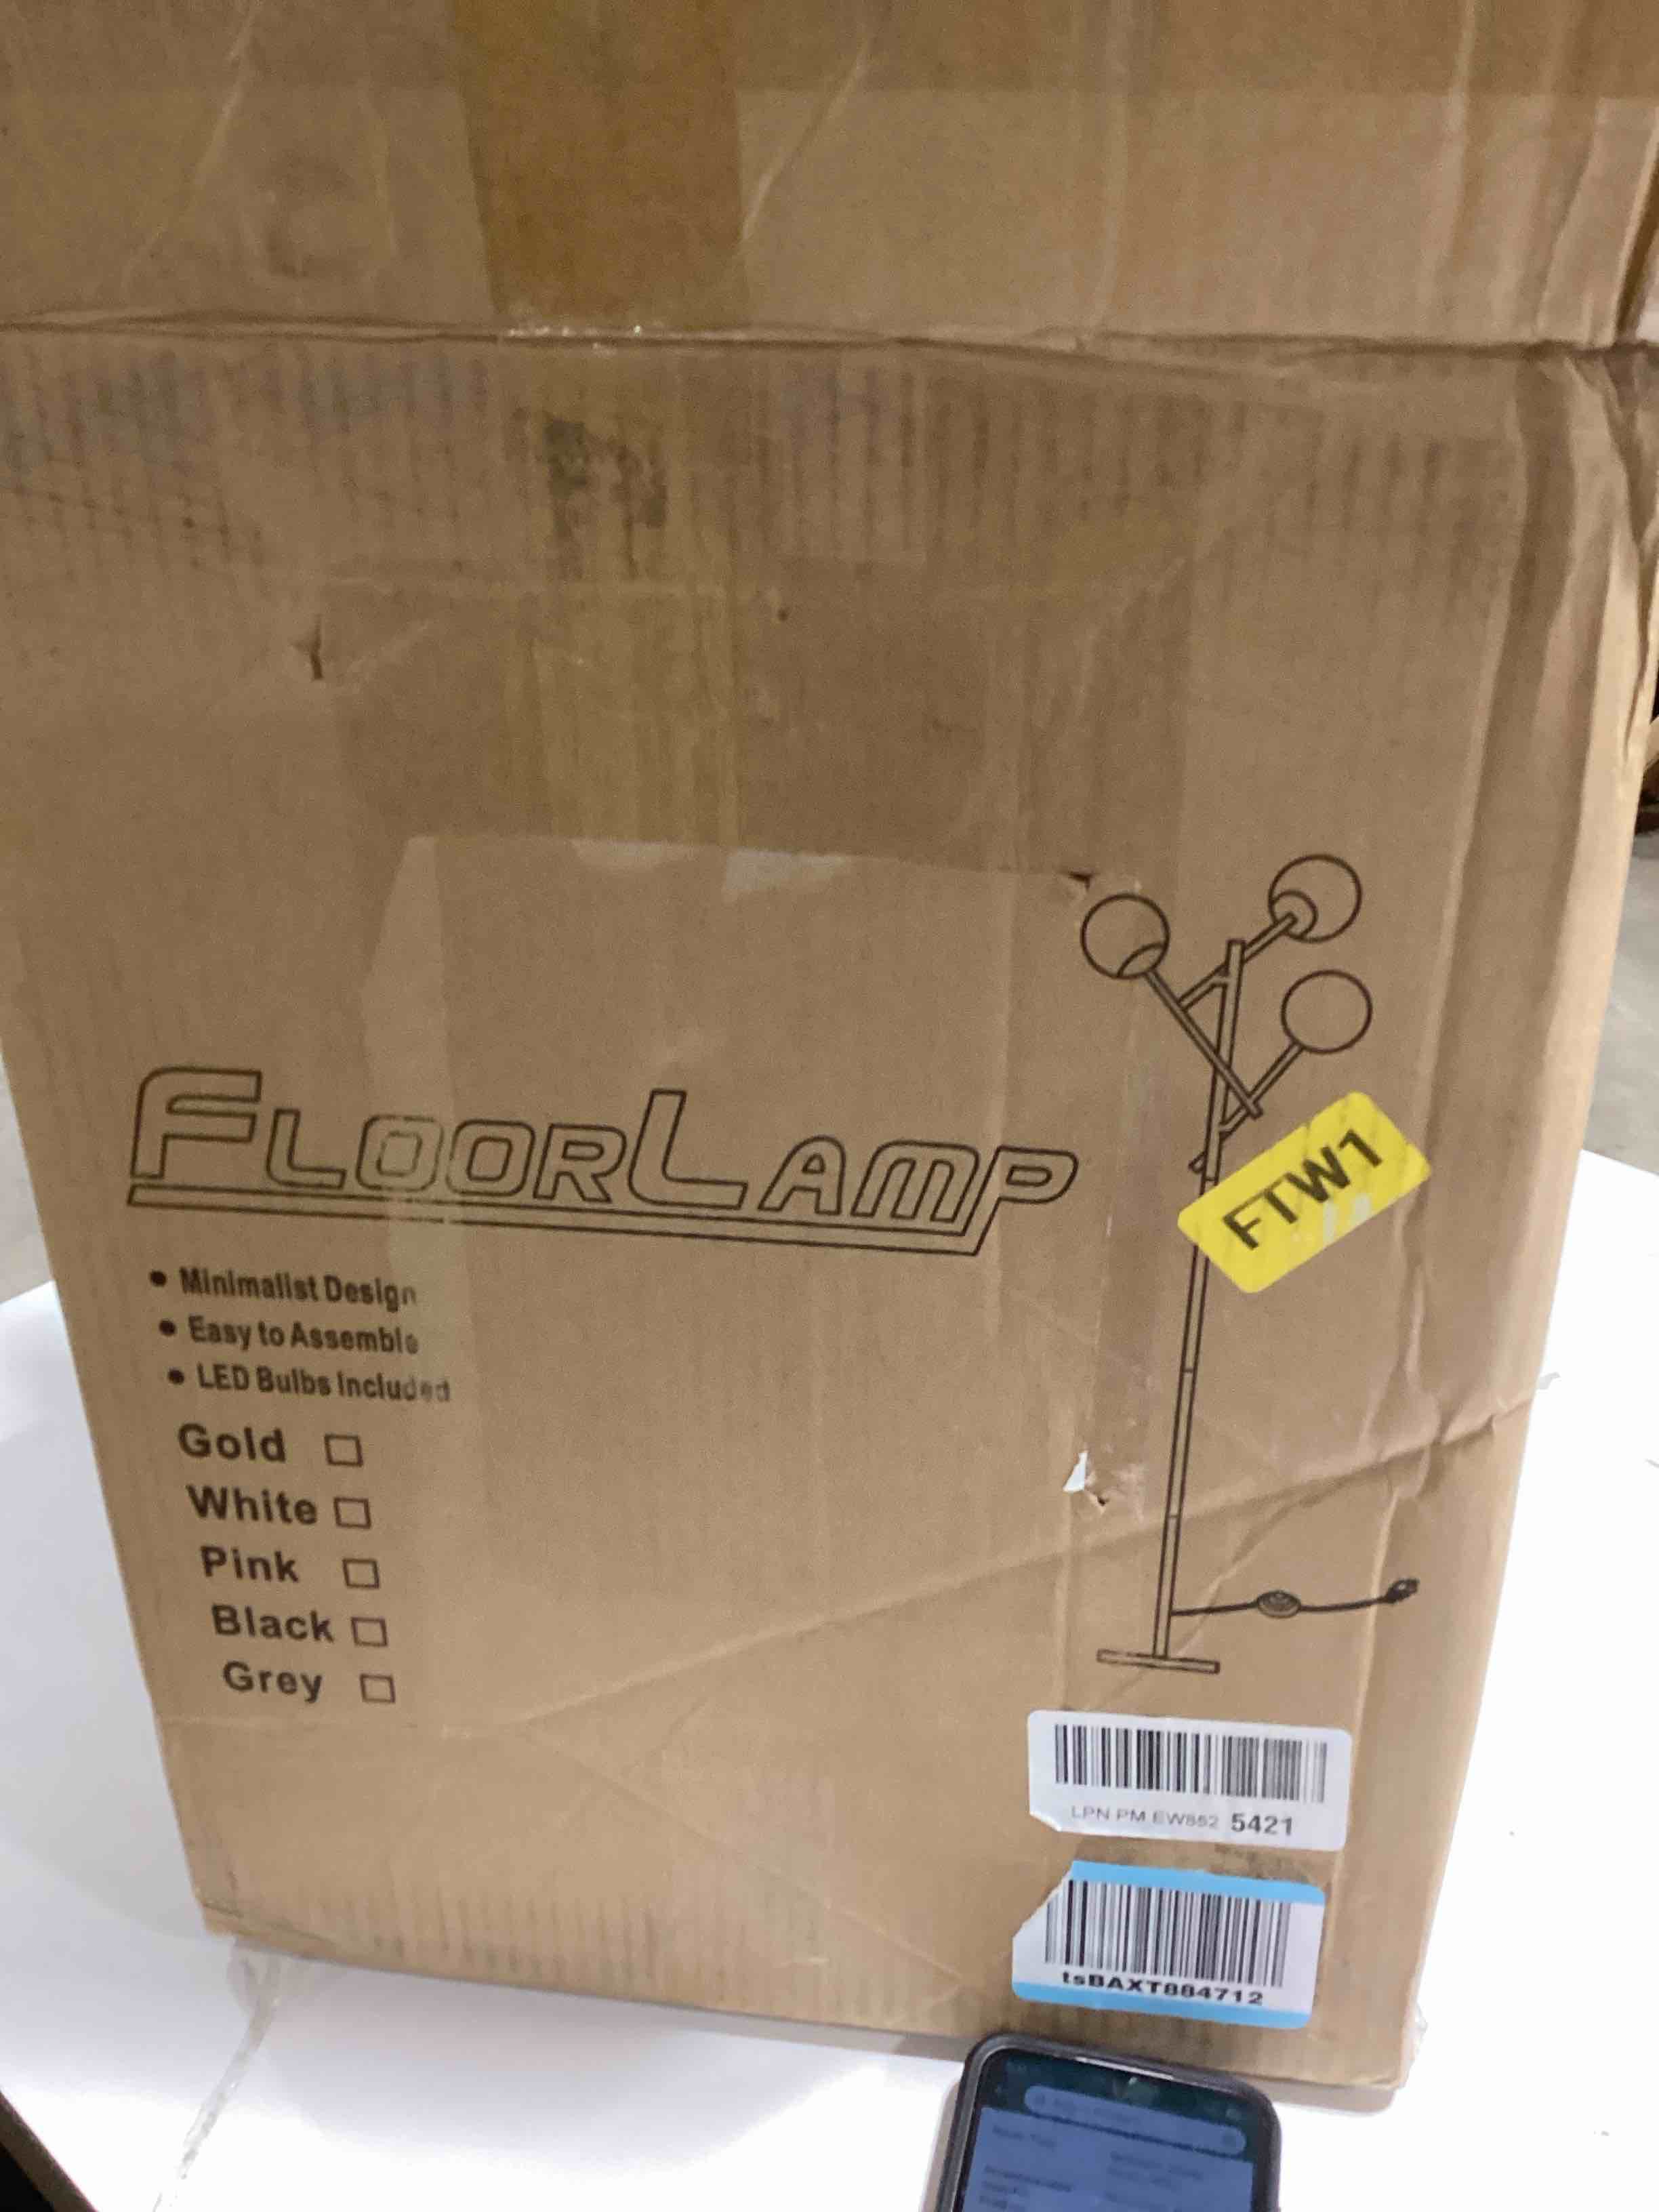 FLOORLAMP
FTW1
• Minimalist Design
• Easy to Assemble
• LED Bulbs Included
Gold
White
Pink
Black
Grey
LPN PM EW852 5421
tsBAXT884712